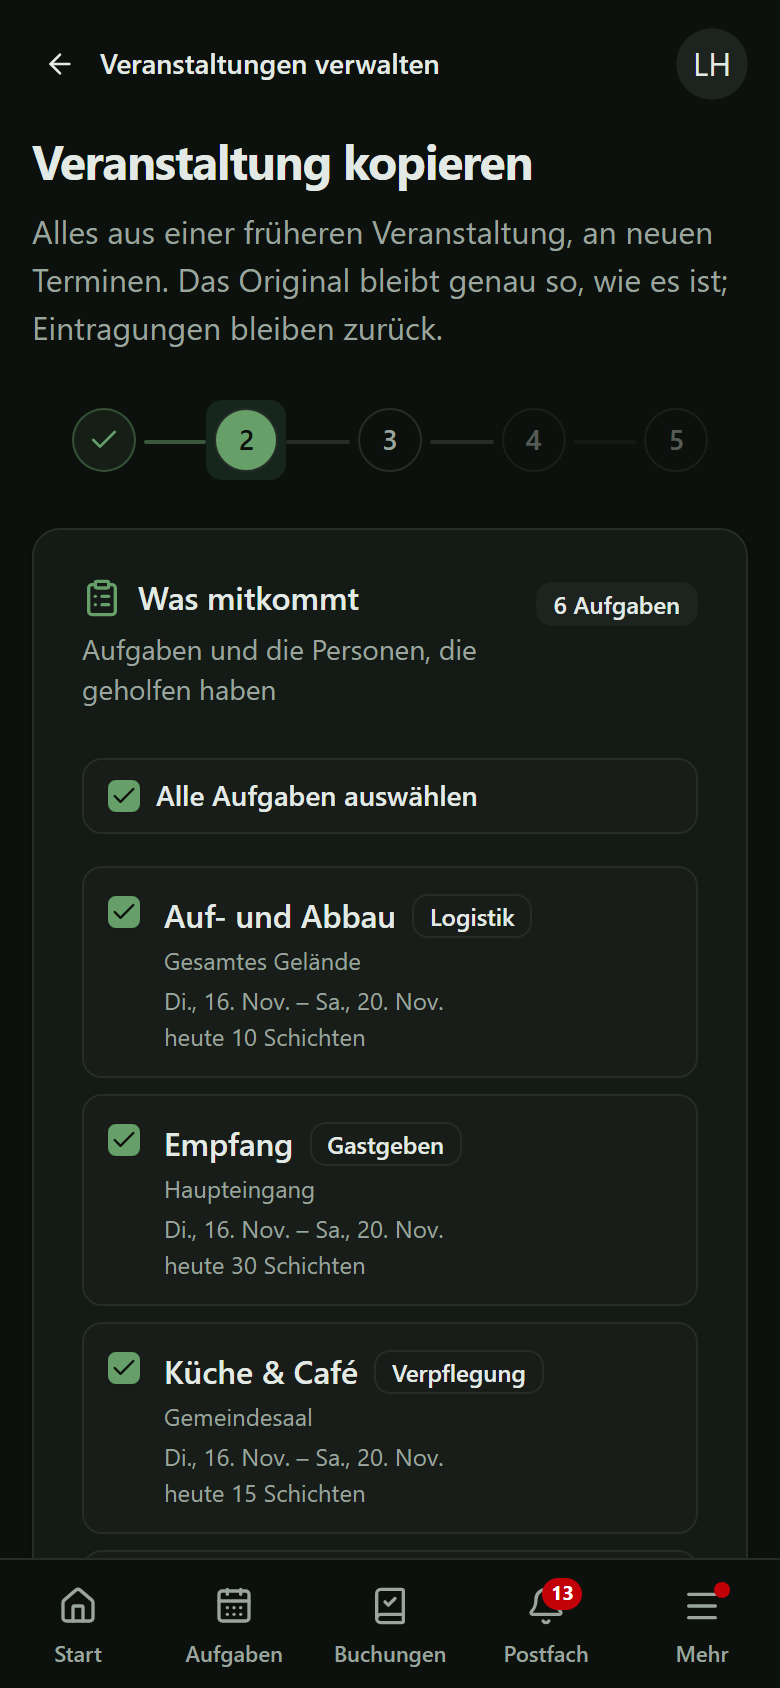 Veranstaltungen verwalten
LH
Veranstaltung kopieren
Alles aus einer früheren Veranstaltung, an neuen
Terminen. Das Original bleibt genau so, wie es ist;
Eintragungen bleiben zurück.
2
3
4
5
Was mitkommt
6 Aufgaben
Aufgaben und die Personen, die
geholfen haben
Alle Aufgaben auswählen
Auf- und Abbau
Logistik
Gesamtes Gelände
Di., 16. Nov. – Sa., 20. Nov.
heute 10 Schichten
Empfang
Gastgeben
Haupteingang
Di., 16. Nov. – Sa., 20. Nov.
heute 30 Schichten
Küche & Café
Verpflegung
Gemeindesaal
Di., 16. Nov. – Sa., 20. Nov.
heute 15 Schichten
13
Start
Aufgaben
Buchungen
Postfach
Mehr